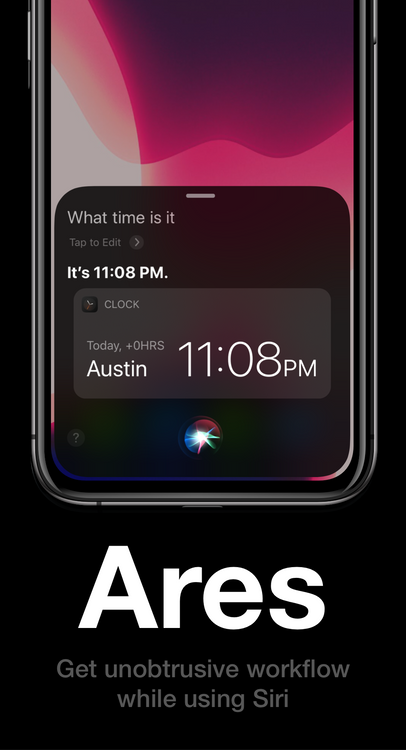 What time is it
Tap to Edit
It's 11:08 PM.
CLOCK
Today, +0HRS
Austin
11:08PM
?
Ares
Get unobtrusive workflow
while using Siri